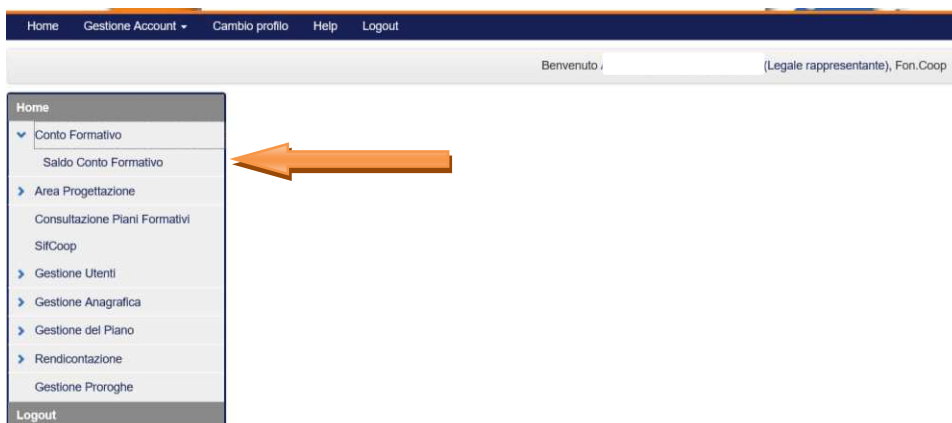 Home Gestione Account Cambio profilo Help Logout
Benvenuto (Legale rappresentante), Fon.Coop
Home
Conto Formativo
Saldo Conto Formativo
Area Progettazione
Consultazione Piani Formativi
SifCoop
Gestione Utenti
Gestione Anagrafica
Gestione del Piano
Rendicontazione
Gestione Proroghe
Logout